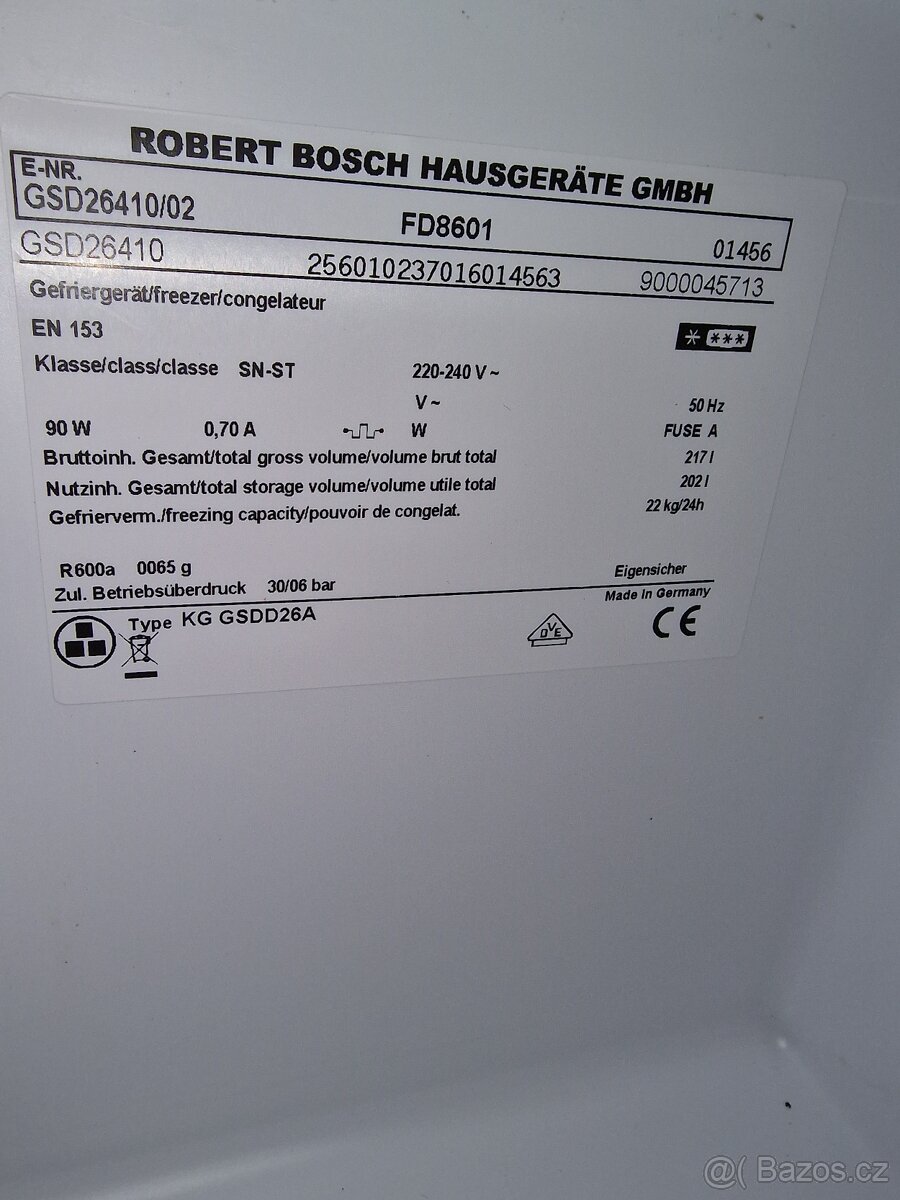 ROBERT BOSCH HAUSGERÄTE GMBH
E-NR.
GSD26410/02 FD8601 01456
GSD26410 256010237016014563 9000045713
Gefriergerät/freezer/congelateur
EN 153 * ***
Klasse/class/classe SN-ST 220-240 V ~
V ~ 50 Hz
90 W 0,70 A W FUSE A
Bruttoinh. Gesamt/total gross volume/volume brut total 217 l
Nutzinh. Gesamt/total storage volume/volume utile total 202 l
Gefrierverm./freezing capacity/pouvoir de congelat. 22 kg/24h
R600a 0065 g Eigensicher
Zul. Betriebsüberdruck 30/06 bar Made in Germany
Type KG GSDD26A DVE CE
@( Bazos.cz